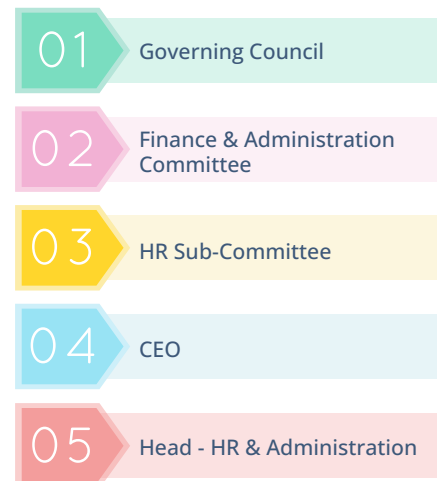 01
Governing Council
02
Finance & Administration
Committee
03
HR Sub-Committee
04
CEO
05
Head - HR & Administration